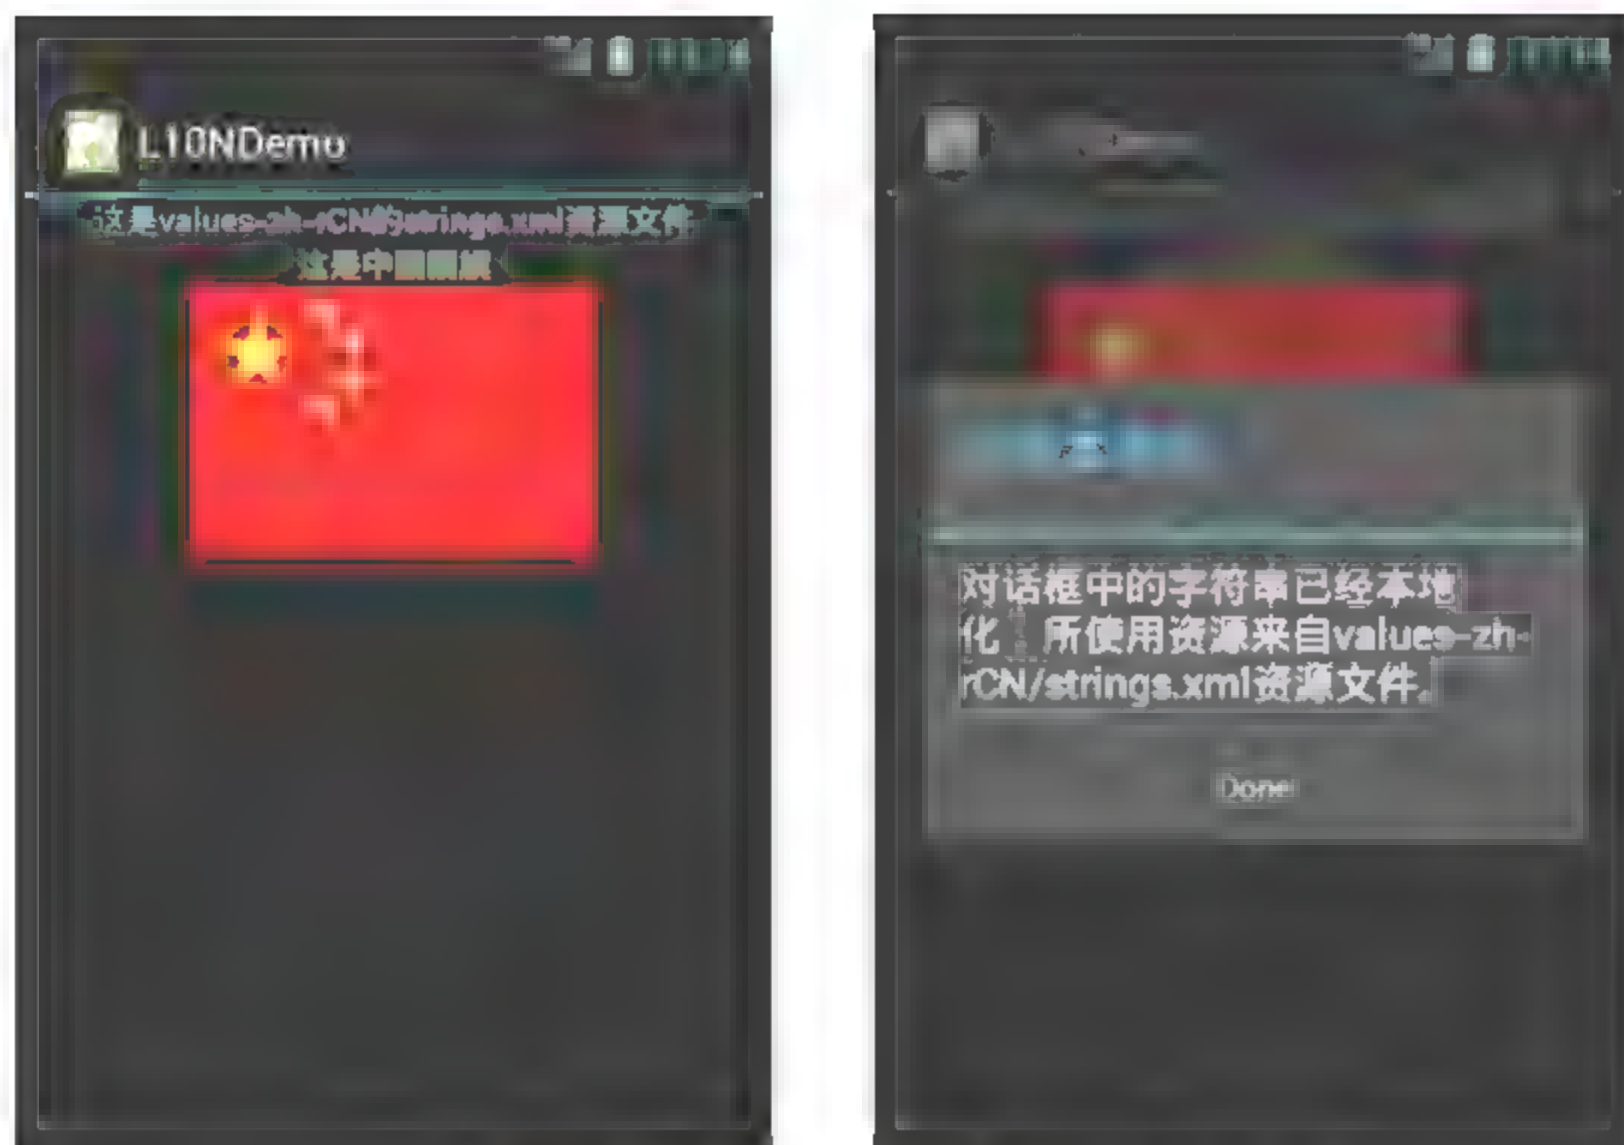 L10NDemo
这是values-zh-rCN的strings.xml资源文件
这是中国国旗
对话框中的字符串已经本地
化 所使用资源来自values-zh-
rCN/strings.xml资源文件。
Done